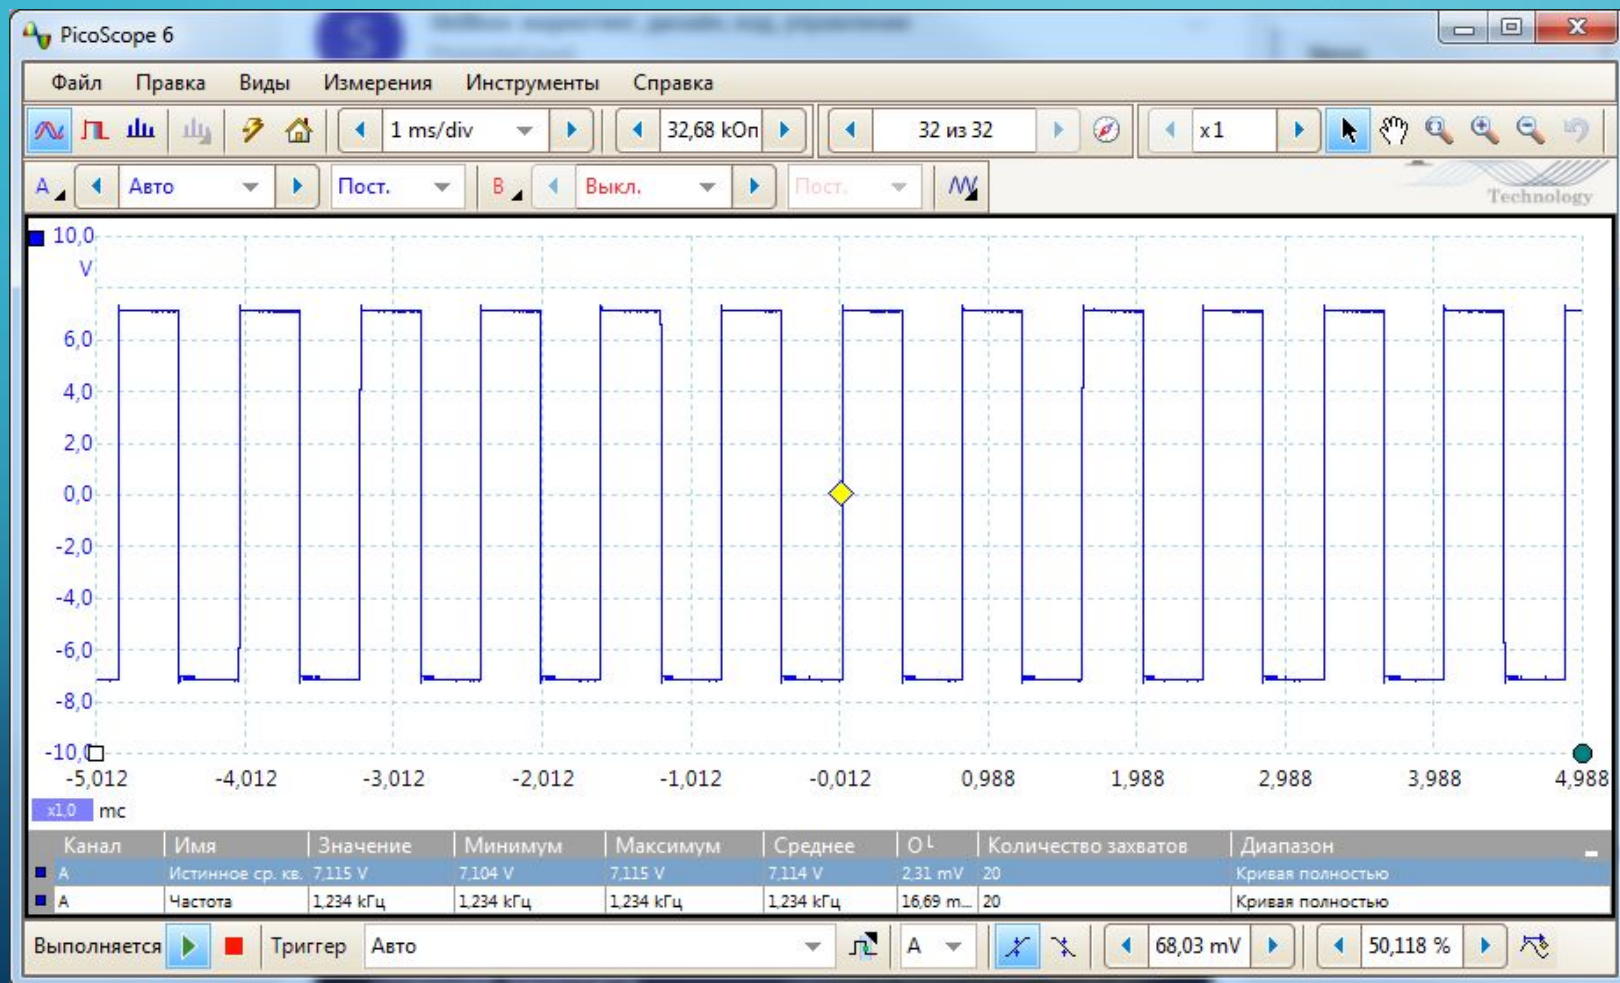 PicoScope 6
Файл Правка Виды Измерения Инструменты Справка
1 ms/div 32,68 kОп 32 из 32 x1
A Авто Пост. B Выкл. Пост.
Technology
10,0
V
6,0
4,0
2,0
0,0
-2,0
-4,0
-6,0
-8,0
-10,0
-5,012 -4,012 -3,012 -2,012 -1,012 -0,012 0,988 1,988 2,988 3,988 4,988
x1,0 mc
Канал Имя Значение Минимум Максимум Среднее Количество захватов Диапазон
A Истинное ср. кв. 7,115 V 7,104 V 7,115 V 7,114 V 2,31 mV 20 Кривая полностью
A Частота 1,234 кГц 1,234 кГц 1,234 кГц 1,234 кГц 16,69 m... 20 Кривая полностью
Выполняется Триггер Авто A 68,03 mV 50,118 %